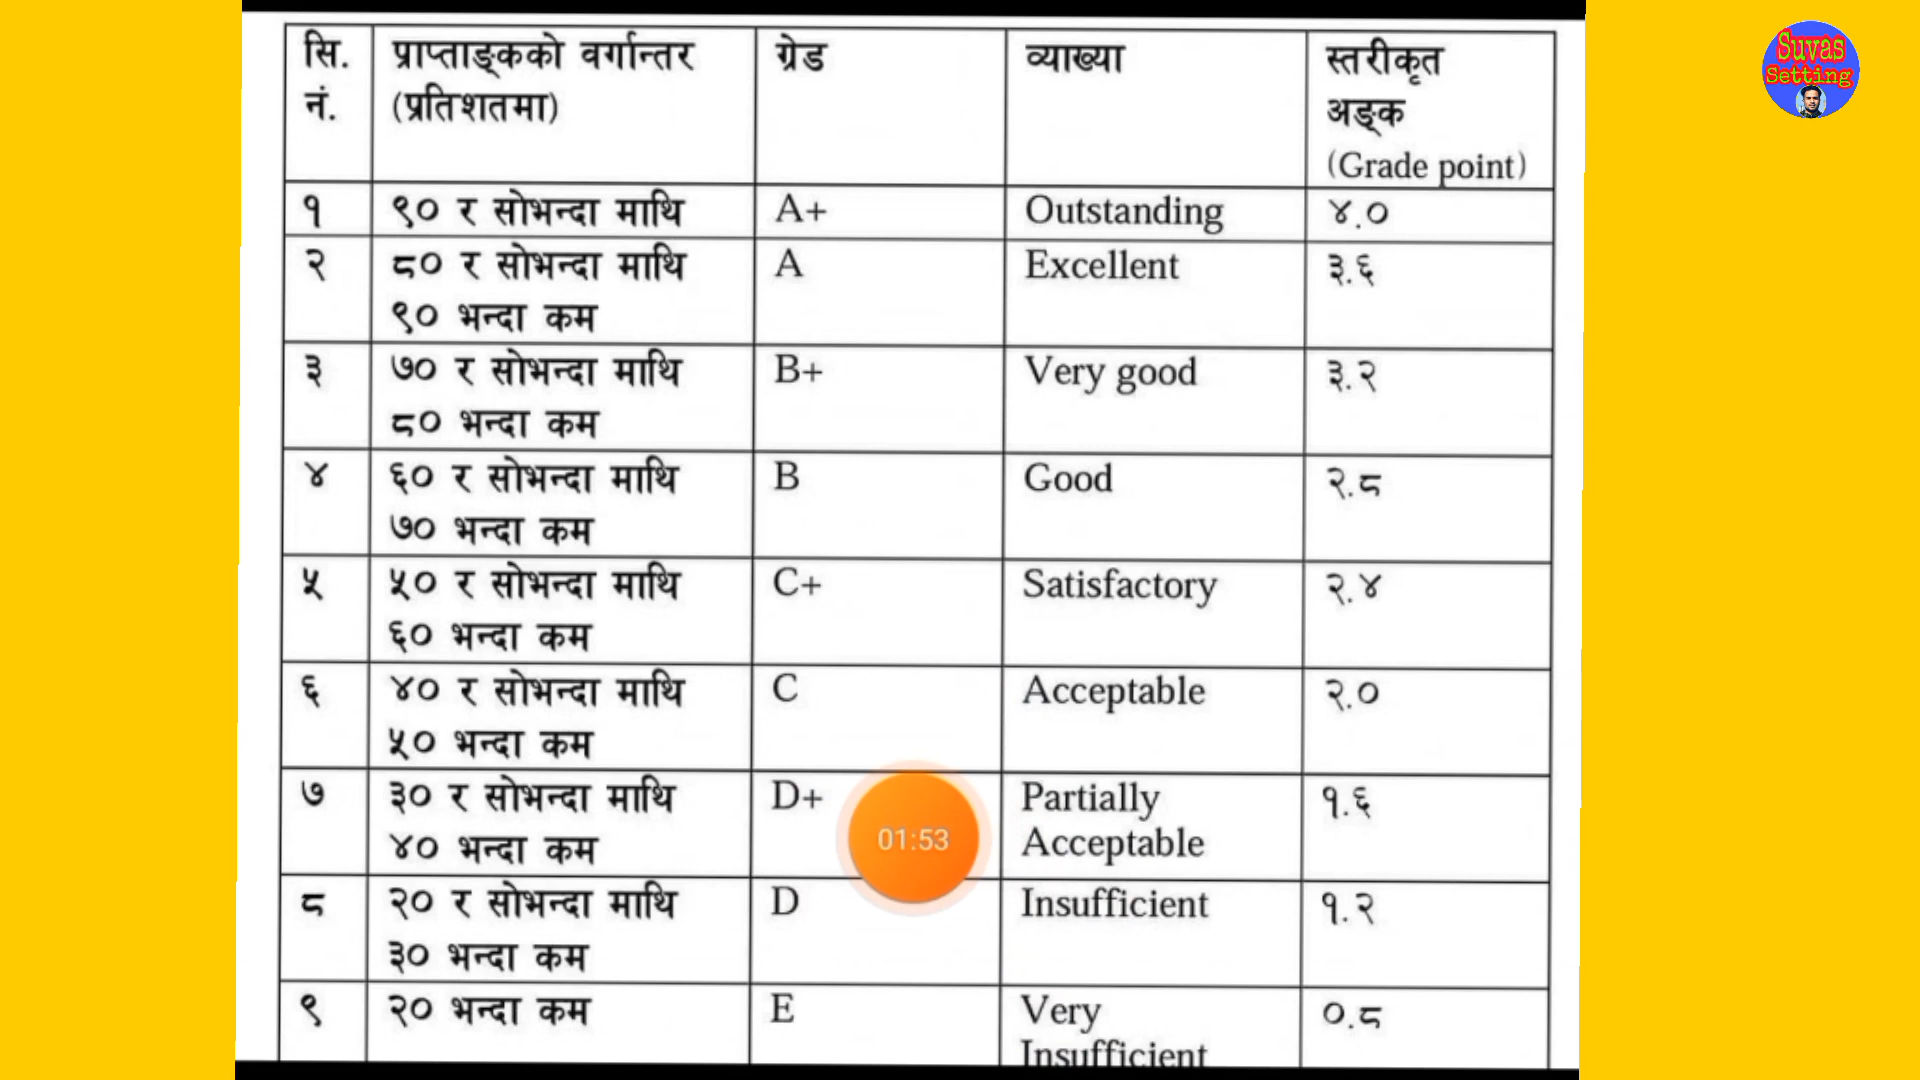 सि. नं. प्राप्ताङ्कको वर्गान्तर (प्रतिशतमा) ग्रेड व्याख्या स्तरीकृत अङ्क (Grade point)
१ ९० र सोभन्दा माथि A+ Outstanding ४.०
२ ८० र सोभन्दा माथि A Excellent ३.६
९० भन्दा कम
३ ७० र सोभन्दा माथि B+ Very good ३.२
८० भन्दा कम
४ ६० र सोभन्दा माथि B Good २.८
७० भन्दा कम
५ ५० र सोभन्दा माथि C+ Satisfactory २.४
६० भन्दा कम
६ ४० र सोभन्दा माथि C Acceptable २.०
५० भन्दा कम
७ ३० र सोभन्दा माथि D+ Partially १.६
४० भन्दा कम 01:53 Acceptable
८ २० र सोभन्दा माथि D Insufficient १.२
३० भन्दा कम
९ २० भन्दा कम E Very ०.८
Insufficient
Suvas
Setting